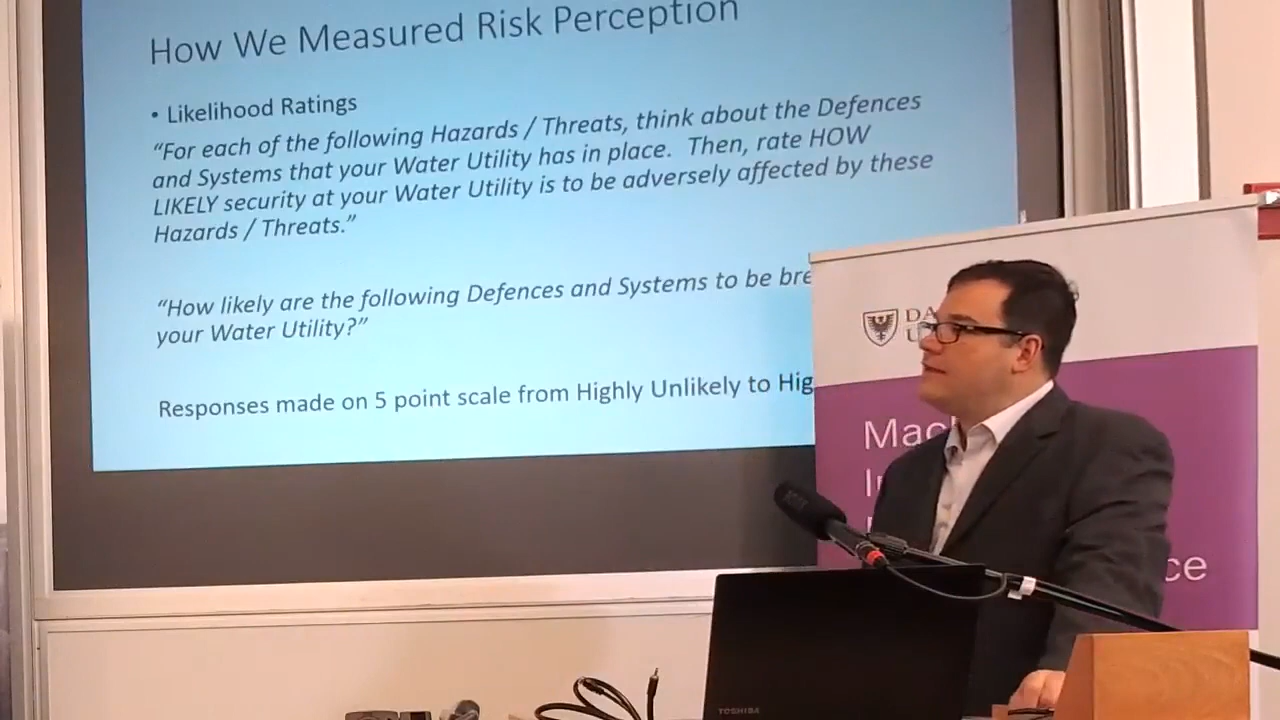 How We Measured Risk Perception
• Likelihood Ratings
“For each of the following Hazards / Threats, think about the Defences
and Systems that your Water Utility has in place. Then, rate HOW
LIKELY security at your Water Utility is to be adversely affected by these
Hazards / Threats.”
“How likely are the following Defences and Systems to be bre
your Water Utility?”
Responses made on 5 point scale from Highly Unlikely to Hig
DA
U
Mac
I
ce
TOSHIBA